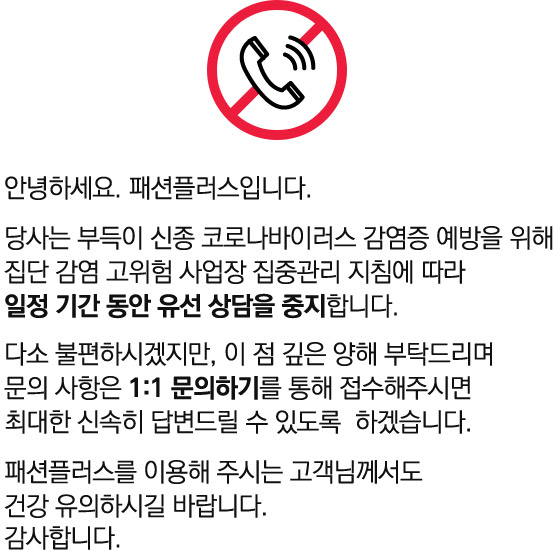 안녕하세요. 패션플러스입니다.
당사는 부득이 신종 코로나바이러스 감염증 예방을 위해
집단 감염 고위험 사업장 집중관리 지침에 따라
일정 기간 동안 유선 상담을 중지합니다.
다소 불편하시겠지만, 이 점 깊은 양해 부탁드리며
문의 사항은 1:1 문의하기를 통해 접수해주시면
최대한 신속히 답변드릴 수 있도록 하겠습니다.
패션플러스를 이용해 주시는 고객님께서도
건강 유의하시길 바랍니다.
감사합니다.